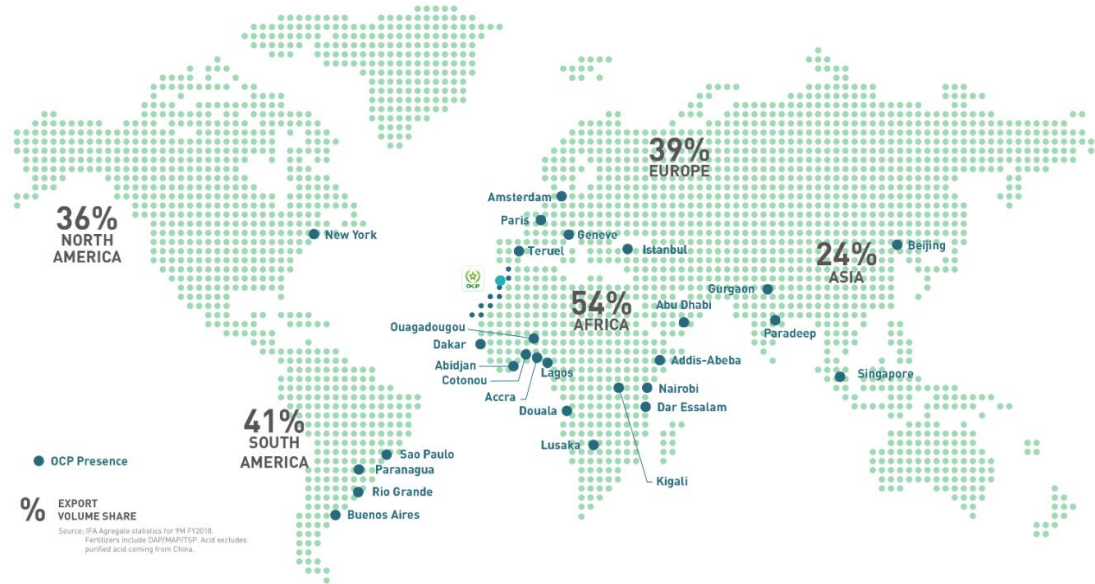 39%
EUROPE
Amsterdam
36%
NORTH
AMERICA
Paris
New York
Geneve
Teruel
Istanbul
24%
ASIA
Beijing
OCP
54%
AFRICA
Gurgaon
Abu Dhabi
Ouagadougou
Paradeep
Dakar
Abidjan
Lagos
Addis-Abeba
Cotonou
Singapore
Accra
Nairobi
Douala
Dar Essalam
41%
SOUTH
AMERICA
Lusaka
Sao Paulo
OCP Presence
Paranagua
Kigali
Rio Grande
% EXPORT
VOLUME SHARE
Buenos Aires
Source: IFA Agregate statistics for 9M FY2018.
Fertilizers include DAP/MAP/TSP. Acid excludes
purified acid coming from China.